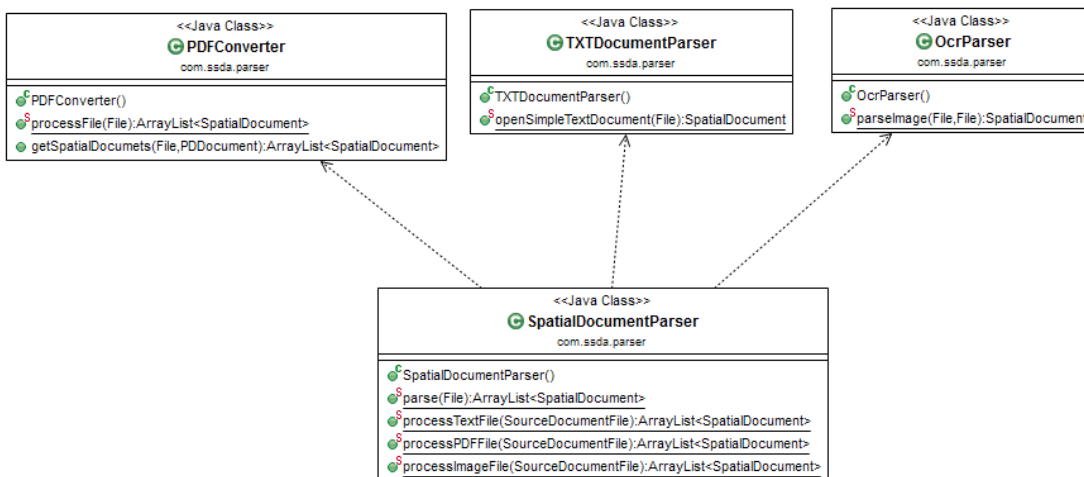 <<Java Class>>
PDFConverter
com.ssda.parser
PDFConverter()
processFile(File):ArrayList<SpatialDocument>
getSpatialDocumets(File,PDDocument):ArrayList<SpatialDocument>
<<Java Class>>
TXTDocumentParser
com.ssda.parser
TXTDocumentParser()
openSimpleTextDocument(File):SpatialDocument
<<Java Class>>
OcrParser
com.ssda.parser
OcrParser()
parseImage(File,File):SpatialDocument
<<Java Class>>
SpatialDocumentParser
com.ssda.parser
SpatialDocumentParser()
parse(File):ArrayList<SpatialDocument>
processTextFile(SourceDocumentFile):ArrayList<SpatialDocument>
processPDFFile(SourceDocumentFile):ArrayList<SpatialDocument>
processImageFile(SourceDocumentFile):ArrayList<SpatialDocument>